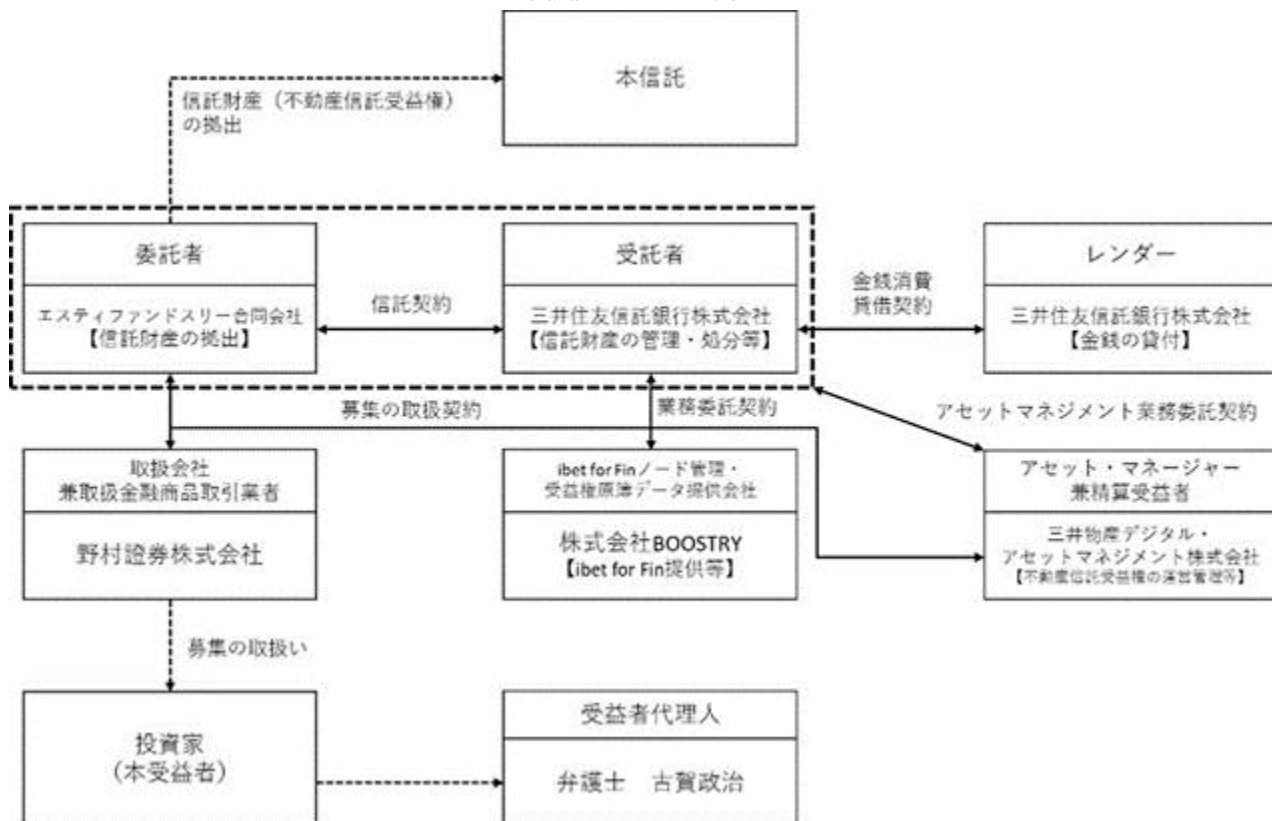 本信託
信託財産（不動産信託受益権）
の拠出
委託者
エスティファンドスリー合同会社
【信託財産の拠出】
信託契約
受託者
三井住友信託銀行株式会社
【信託財産の管理・処分等】
金銭消費
貸借契約
レンダー
三井住友信託銀行株式会社
【金銭の貸付】
募集の取扱契約
業務委託契約
アセットマネジメント業務委託契約
取扱会社
兼取扱金融商品取引業者
野村證券株式会社
ibet for Finノード管理・
受益権原簿データ提供会社
株式会社BOOSTRY
【ibet for Fin提供等】
アセット・マネージャー
兼精算受益者
三井物産デジタル・
アセットマネジメント株式会社
【不動産信託受益権の運営管理等】
募集の取扱い
投資家
（本受益者）
受益者代理人
弁護士　古賀政治